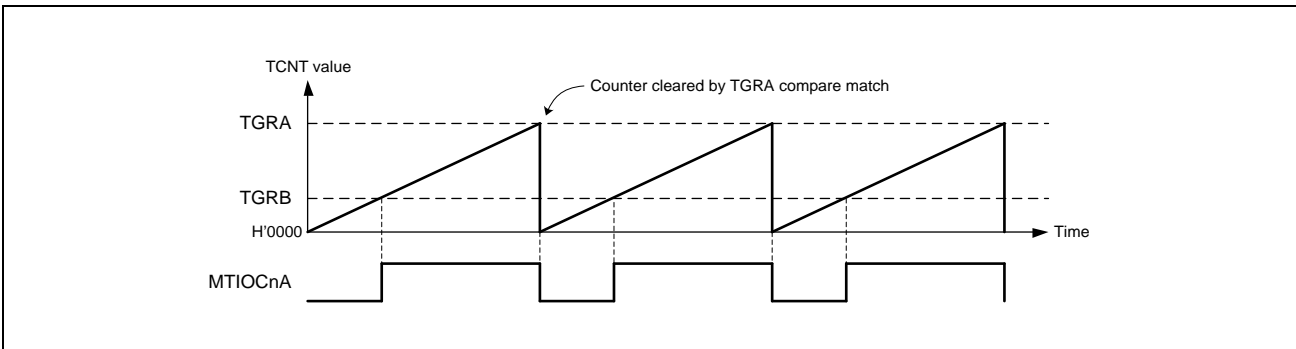 TCNT value
Counter cleared by TGRA compare match
TGRA
TGRB
H'0000
Time
MTIOCnA